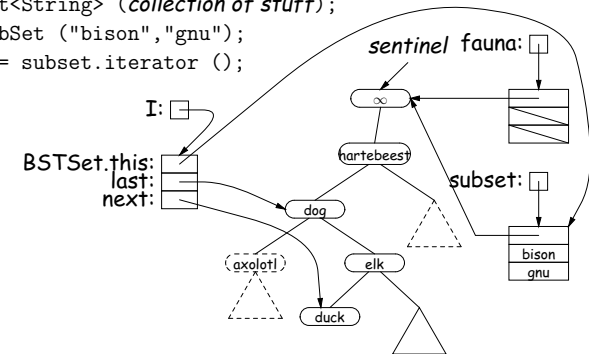 t<String> (collection of stuff);
bSet ("bison","gnu");
= subset.iterator ();
sentinel
fauna:
∞
I:
hartebeest
BSTSet.this:
last:
next:
subset:
dog
axolotl
elk
bison
gnu
duck